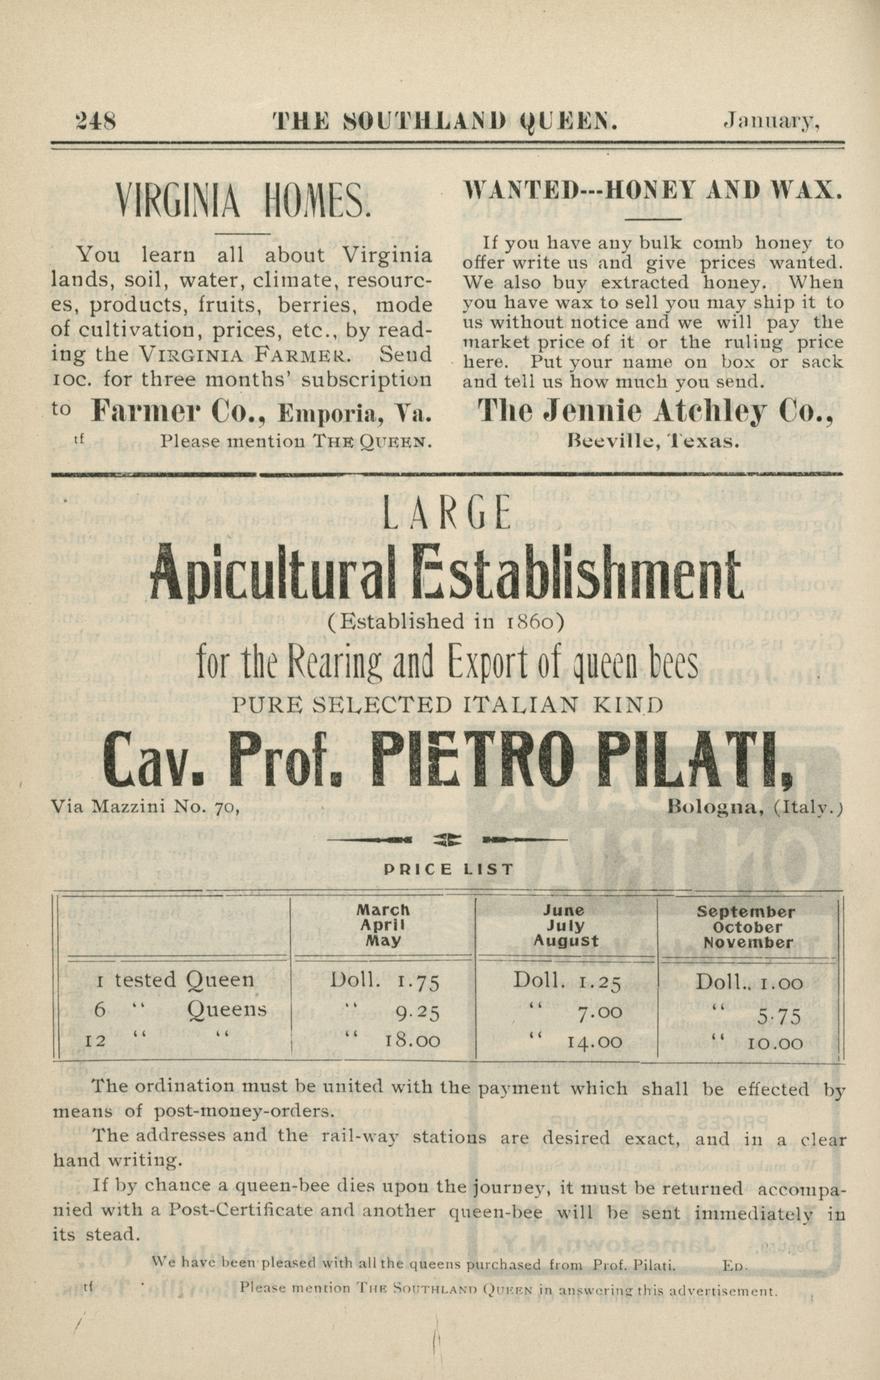 248 THE SOUTHLAND QUEEN. January,
VIRGINIA HOMES.
You learn all about Virginia
lands, soil, water, climate, resourc-
es, products, fruits, berries, mode
of cultivation, prices, etc., by read-
ing the VIRGINIA FARMER. Send
10c. for three months' subscription
to Farmer Co., Emporia, Va.
tf Please mention THE QUEEN.
WANTED---HONEY AND WAX.
If you have any bulk comb honey to
offer write us and give prices wanted.
We also buy extracted honey. When
you have wax to sell you may ship it to
us without notice and we will pay the
market price of it or the ruling price
here. Put your name on box or sack
and tell us how much you send.
The Jennie Atchley Co.,
Beeville, Texas.
LARGE
Apicultural Establishment
(Established in 1860)
for the Rearing and Export of queen bees
PURE SELECTED ITALIAN KIND
Cav. Prof. PIETRO PILATI,
Via Mazzini No. 70, Bologna, (Italy.)
PRICE LIST
March April May
June July August
September October November
1 tested Queen Doll. 1.75 Doll. 1.25 Doll.. 1.00
6 “ Queens “ 9.25 “ 7.00 “ 5.75
12 “ “ “ 18.00 “ 14.00 “ 10.00
The ordination must be united with the payment which shall be effected by
means of post-money-orders.
The addresses and the rail-way stations are desired exact, and in a clear
hand writing.
If by chance a queen-bee dies upon the journey, it must be returned accompa-
nied with a Post-Certificate and another queen-bee will be sent immediately in
its stead.
We have been pleased with all the queens purchased from Prof. Pilati. ED.
tf Please mention THE SOUTHLAND QUEEN in answering this advertisement.